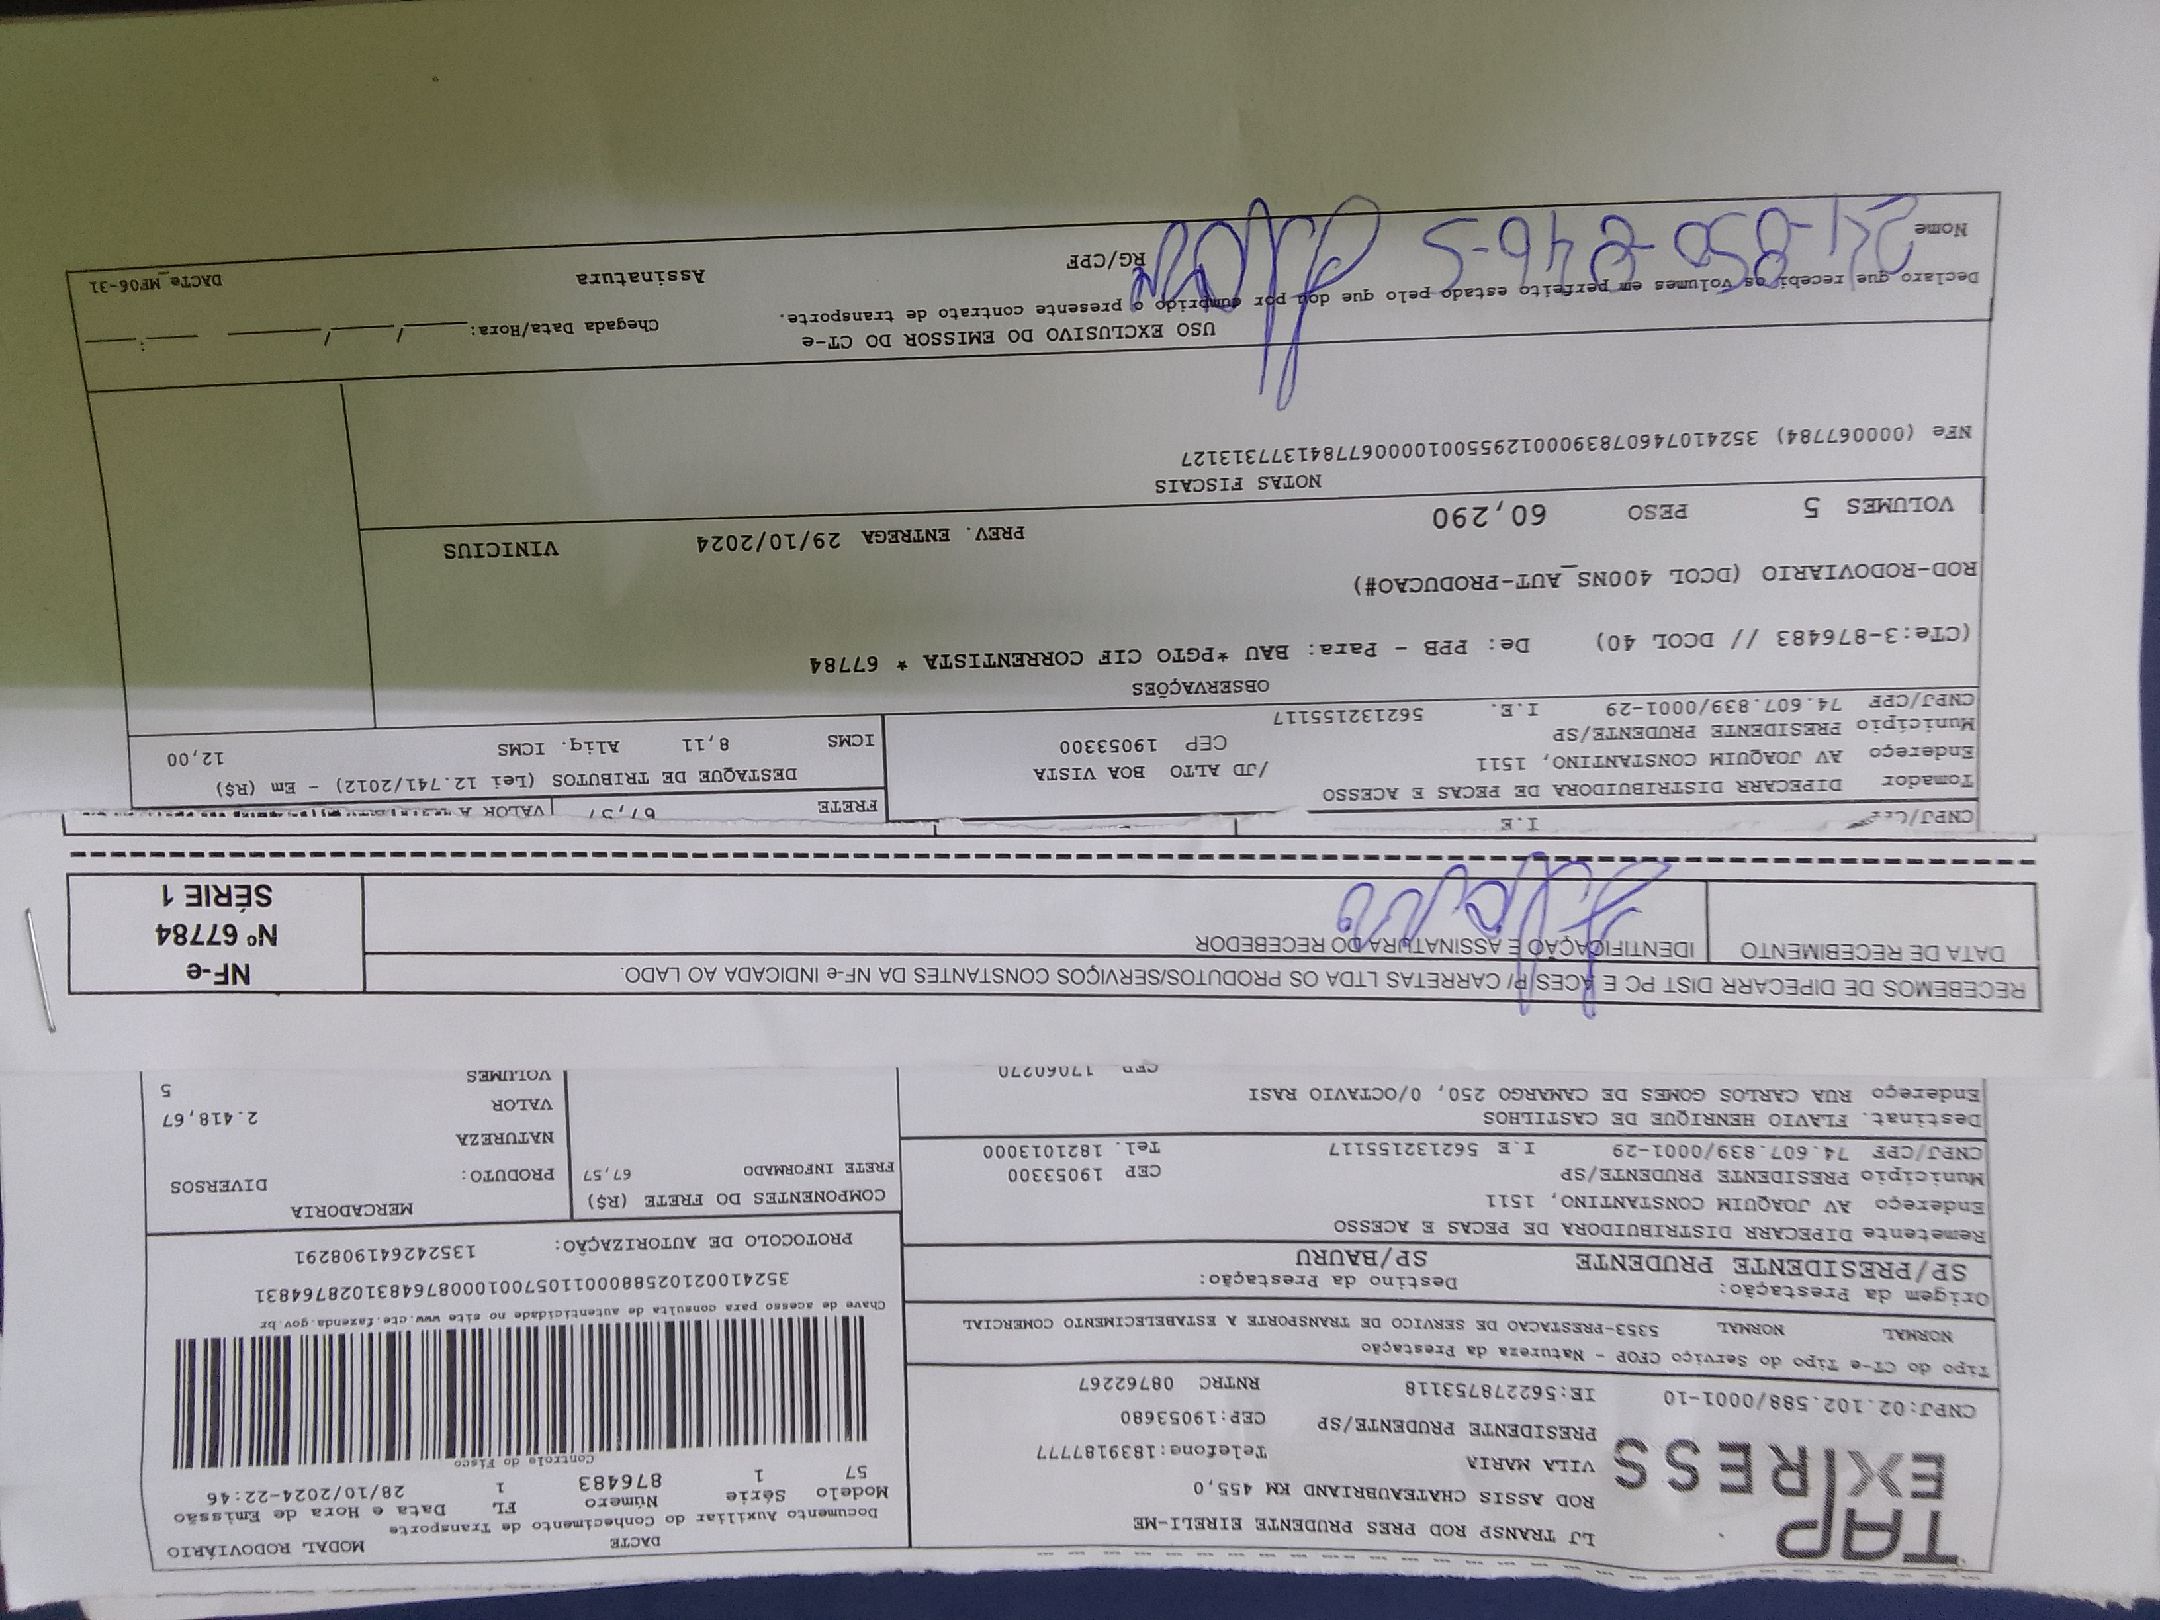 TAP
EXPRESS
LJ TRANSP ROD PRES PRUDENTE EIRELI-ME
ROD ASSIS CHATEAUBRIAND KM 455,0
VILA MARIA Telefone:1839187777
PRESIDENTE PRUDENTE/SP CEP:19053680
CNPJ:02.102.588/0001-10 IE:562278753118 RNTRC 08762267
Tipo do CT-e Tipo do Serviço CFOP - Natureza da Prestação
NORMAL NORMAL 5353-PRESTACAO DE SERVICO DE TRANSPORTE A ESTABELECIMENTO COMERCIAL
Origem da Prestação: Destino da Prestação:
SP/PRESIDENTE PRUDENTE SP/BAURU
Remetente DIPECARR DISTRIBUIDORA DE PECAS E ACESSO
Endereço AV JOAQUIM CONSTANTINO, 1511
Município PRESIDENTE PRUDENTE/SP CEP 19053300
CNPJ/CPF 74.607.839/0001-29 I.E 562132155117 Tel. 1821013000
Destinat. FLAVIO HENRIQUE DE CASTILHOS
Endereço RUA CARLOS GOMES DE CAMARGO 250, 0/OCTAVIO RASI
CEP 17060270
DACTE MODAL RODOVIÁRIO
Documento Auxiliar do Conhecimento de Transporte
Modelo Série Número FL Data e Hora de Emissão
57 1 876483 1 28/10/2024-22:46
Controle do Fisco
Chave de acesso para consulta de autenticidade no site www.cte.fazenda.gov.br
35241002102588000110570010008764831028764831
PROTOCOLO DE AUTORIZAÇÃO: 135242641908291
COMPONENTES DO FRETE (R$)
FRETE INFORMADO 67,57
MERCADORIA
PRODUTO: DIVERSOS
NATUREZA
VALOR 2.418,67
VOLUMES 5
RECEBEMOS DE DIPECARR DIST PC E ACES P/ CARRETAS LTDA OS PRODUTOS/SERVIÇOS CONSTANTES DA NF-e INDICADA AO LADO.
DATA DE RECEBIMENTO IDENTIFICAÇÃO E ASSINATURA DO RECEBEDOR
NF-e
Nº 67784
SÉRIE 1
CNPJ/C I.E
Tomador DIPECARR DISTRIBUIDORA DE PECAS E ACESSO
Endereço AV JOAQUIM CONSTANTINO, 1511 /JD ALTO BOA VISTA
Município PRESIDENTE PRUDENTE/SP CEP 19053300
CNPJ/CPF 74.607.839/0001-29 I.E. 562132155117
FRETE 67,57 VALOR A
DESTAQUE DE TRIBUTOS (Lei 12.741/2012) - Em (R$)
ICMS 8,11 Aliq. ICMS 12,00
OBSERVAÇÕES
(CTe:3-876483 // DCOL 40) De: PPB - Para: BAU *PGTO CIF CORRENTISTA * 67784
ROD-RODOVIARIO (DCOL 400NS_AUT-PRODUCAO#)
VOLUMES 5 PESO 60,290 PREV. ENTREGA 29/10/2024 VINICIUS
NOTAS FISCAIS
NFe (000067784) 35241074607839000129550010000677841377313127
USO EXCLUSIVO DO EMISSOR DO CT-e Chegada Data/Hora: ____/____/____ ___:___
Declaro que recebi os volumes em perfeito estado pelo que dou por cumprido o presente contrato de transporte.
Nome RG/CPF Assinatura DACTe_MF06-31